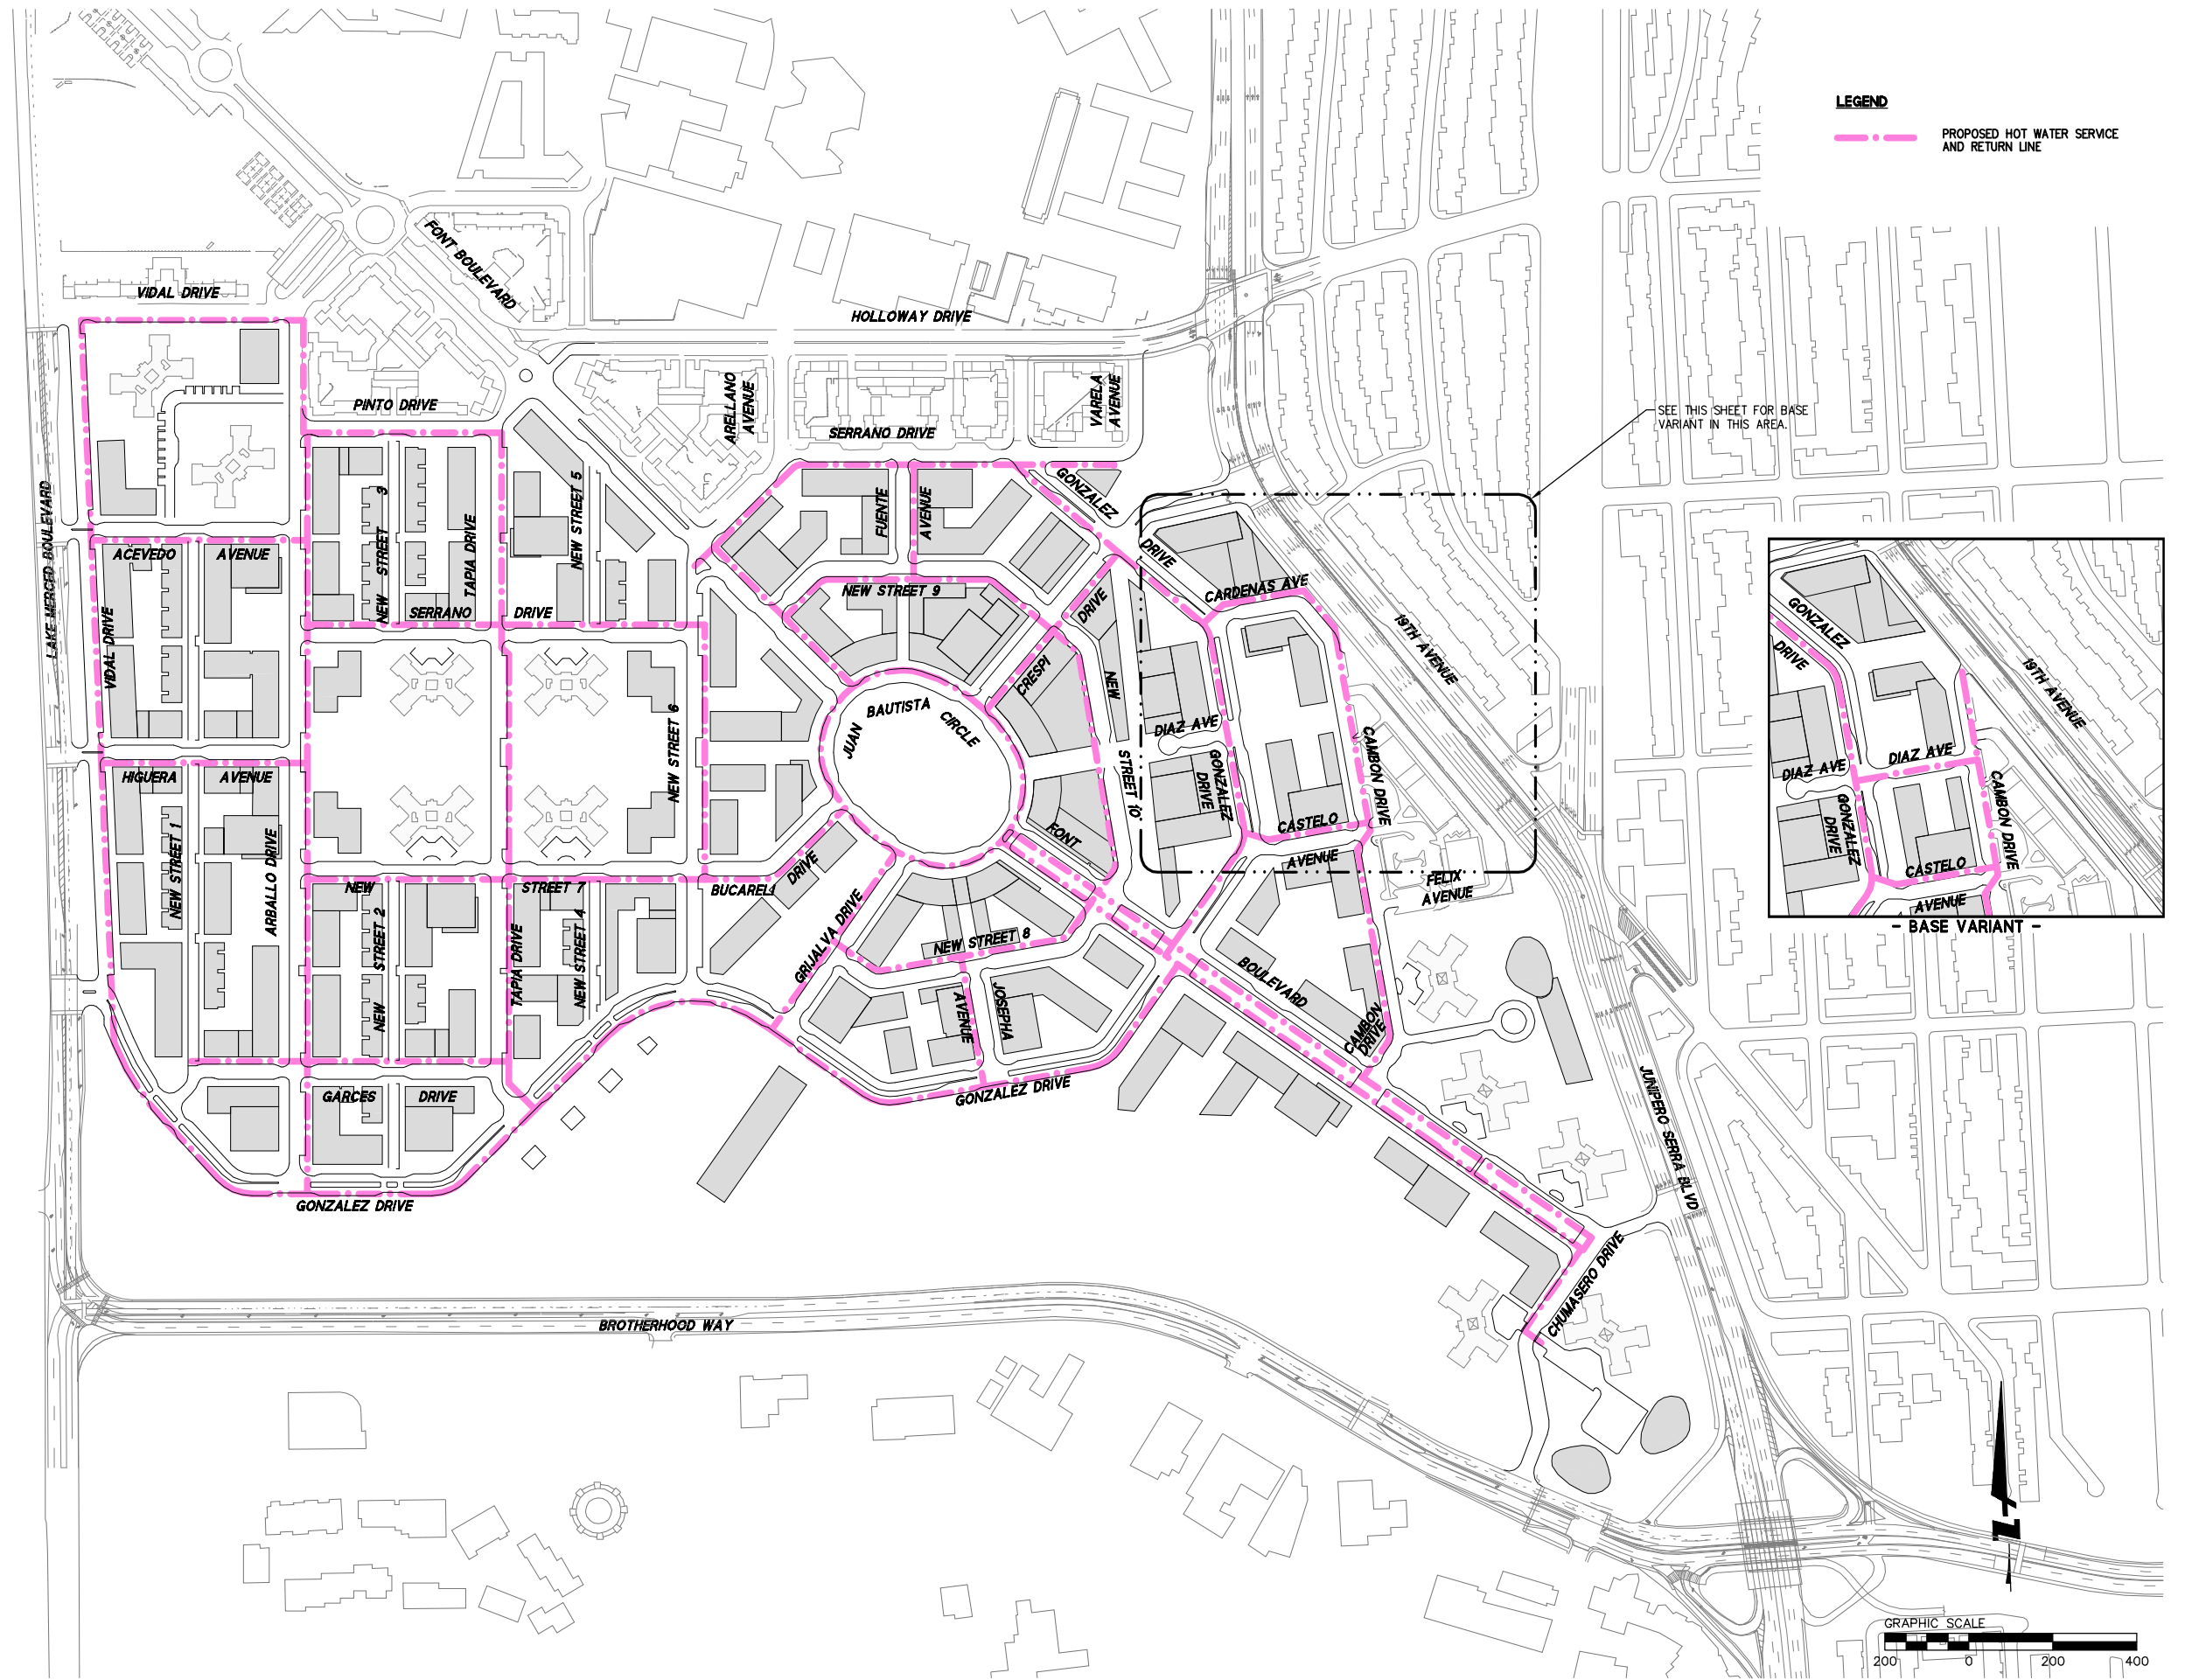 LEGEND
PROPOSED HOT WATER SERVICE
AND RETURN LINE
FONT BOULEVARD
VIDAL DRIVE
HOLLOWAY DRIVE
PINTO DRIVE
ARELLANO
AVENUE
SERRANO DRIVE
VARELA
AVENUE
SEE THIS SHEET FOR BASE
VARIANT IN THIS AREA.
LAKE MERCED BOULEVARD
ACEVEDO
AVENUE
NEW STREET 3
TAPIA DRIVE
NEW STREET 5
FUENTE
AVENUE
GONZALEZ
DRIVE
CARDENAS AVE
NEW STREET 9
SERRANO
DRIVE
VIDAL DRIVE
DRIVE
CRESPI
NEW
STREET 10
19TH AVENUE
JUAN
BAUTISTA
CIRCLE
DIAZ AVE
GONZALEZ
DRIVE
CAMBON DRIVE
NEW STREET 6
HIGUERA
AVENUE
NEW STREET 1
ARBALLO DRIVE
FONT
CASTELO
AVENUE
FELIX
AVENUE
NEW
STREET 7
BUCARELI
DRIVE
NEW STREET 2
TAPIA DRIVE
NEW STREET 4
GRIJALVA DRIVE
NEW STREET 8
AVENUE
JOSEPHA
BOULEVARD
CAMBON
DRIVE
GARCES
DRIVE
GONZALEZ DRIVE
GONZALEZ DRIVE
JUNIPERO SERRA BLVD
CHUMASERO DRIVE
BROTHERHOOD WAY
GONZALEZ
DRIVE
19TH AVENUE
DIAZ AVE
DIAZ AVE
GONZALEZ
DRIVE
CAMBON DRIVE
CASTELO
AVENUE
- BASE VARIANT -
GRAPHIC SCALE
200 0 200 400